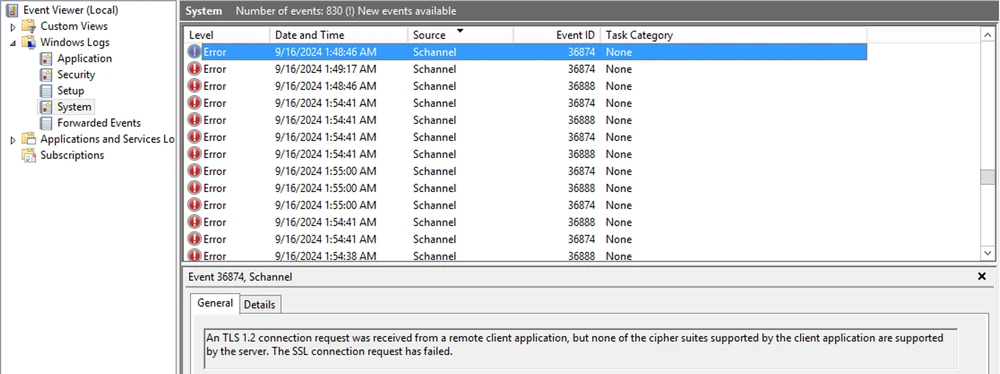 Event Viewer (Local)
Custom Views
Windows Logs
Application
Security
Setup
System
Forwarded Events
Applications and Services Lo
Subscriptions
System Number of events: 830 (!) New events available
Level Date and Time Source Event ID Task Category
Error 9/16/2024 1:48:46 AM Schannel 36874 None
Error 9/16/2024 1:49:17 AM Schannel 36874 None
Error 9/16/2024 1:48:46 AM Schannel 36888 None
Error 9/16/2024 1:54:41 AM Schannel 36874 None
Error 9/16/2024 1:54:41 AM Schannel 36888 None
Error 9/16/2024 1:54:41 AM Schannel 36874 None
Error 9/16/2024 1:54:41 AM Schannel 36888 None
Error 9/16/2024 1:55:00 AM Schannel 36874 None
Error 9/16/2024 1:55:00 AM Schannel 36888 None
Error 9/16/2024 1:55:00 AM Schannel 36874 None
Error 9/16/2024 1:54:41 AM Schannel 36888 None
Error 9/16/2024 1:54:41 AM Schannel 36874 None
Error 9/16/2024 1:54:38 AM Schannel 36888 None
Event 36874, Schannel
General Details
An TLS 1.2 connection request was received from a remote client application, but none of the cipher suites supported by the client application are supported
by the server. The SSL connection request has failed.